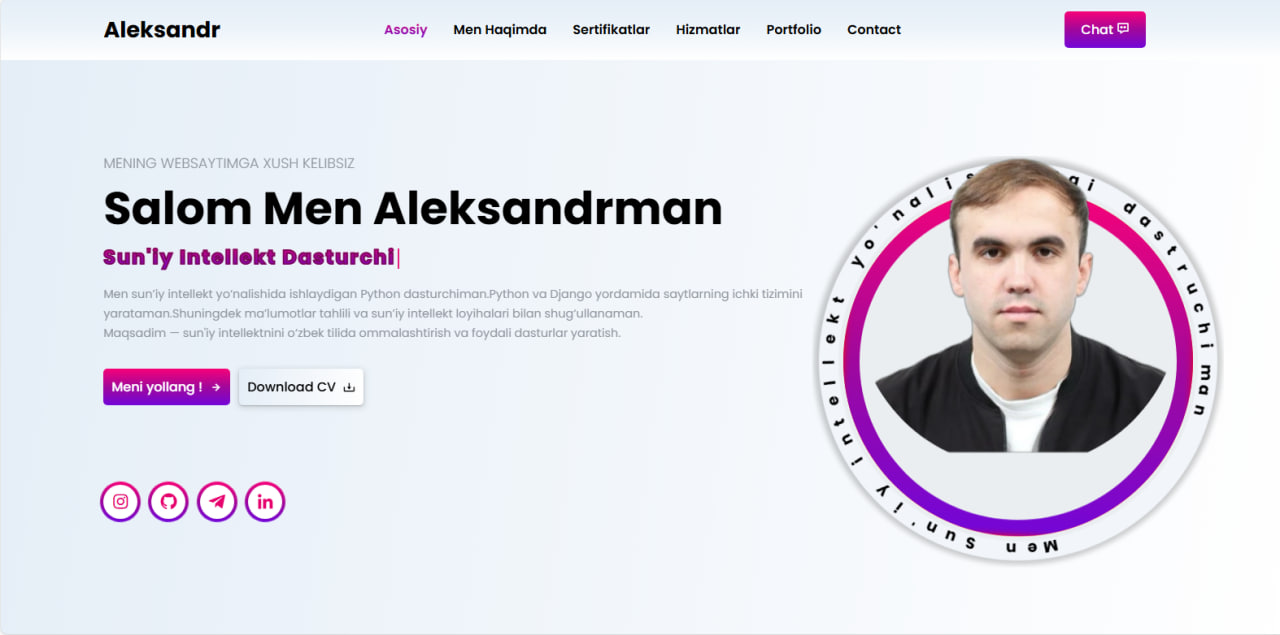 Aleksandr
Asosiy
Men Haqimda
Sertifikatlar
Hizmatlar
Portfolio
Contact
Chat
MENING WEBSAYTIMGA XUSH KELIBSIZ
Salom Men Aleksandrman
Sun'iy Intellekt Dasturchi
Men sun’iy intellekt yo‘nalishida ishlaydigan Python dasturchiman.Python va Django yordamida saytlarning ichki tizimini
yarataman.Shuningdek ma’lumotlar tahlili va sun’iy intellekt loyihalari bilan shug‘ullanaman.
Maqsadim — sun'iy intellektnini o‘zbek tilida ommalashtirish va foydali dasturlar yaratish.
Meni yollang !
Download CV
Men Sun'iy intellekt dastruchi man